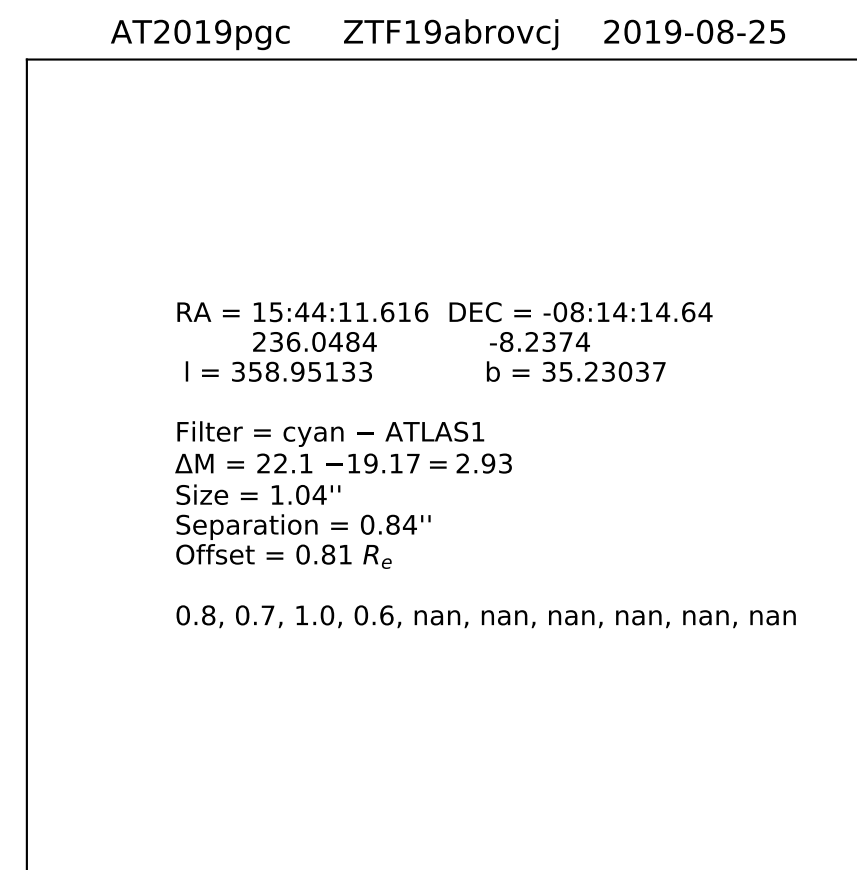 AT2019pgc ZTF19abrovcj 2019-08-25
RA = 15:44:11.616 DEC = -08:14:14.64
236.0484 -8.2374
l = 358.95133 b = 35.23037
Filter = cyan − ATLAS1
ΔM = 22.1 −19.17 = 2.93
Size = 1.04''
Separation = 0.84''
Offset = 0.81 Re
0.8, 0.7, 1.0, 0.6, nan, nan, nan, nan, nan, nan